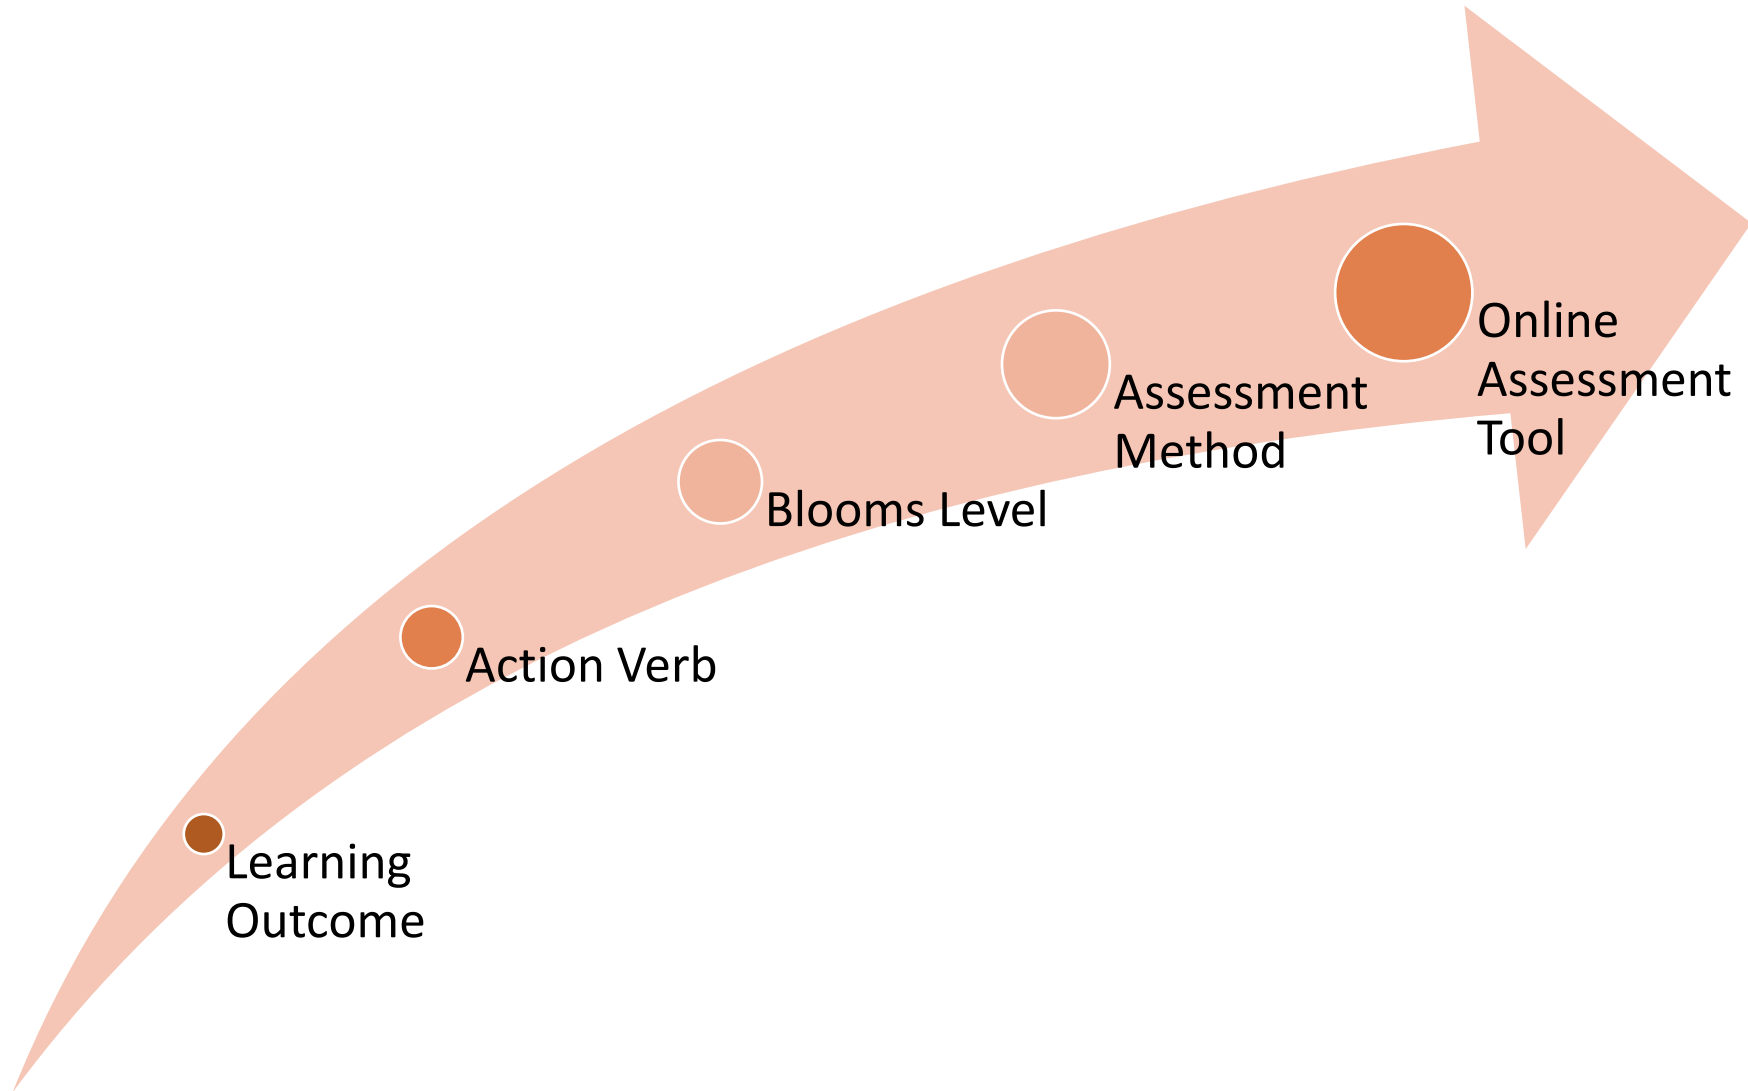 Learning
Outcome
Action Verb
Blooms Level
Assessment
Method
Online
Assessment
Tool